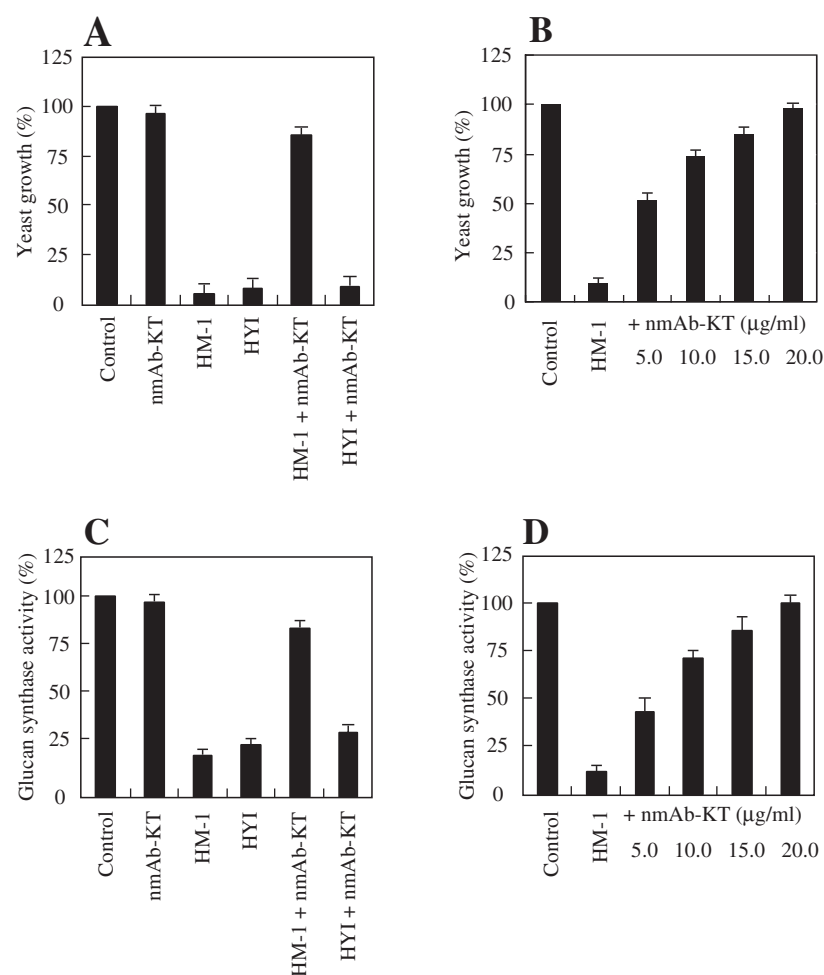 A
Yeast growth (%)
125
100
75
50
25
0
Control
nmAb-KT
HM-1
HYI
HM-1 + nmAb-KT
HYI + nmAb-KT
B
Yeast growth (%)
125
100
75
50
25
0
Control
HM-1
+ nmAb-KT (μg/ml)
5.0 10.0 15.0 20.0
C
Glucan synthase activity (%)
125
100
75
50
25
0
Control
nmAb-KT
HM-1
HYI
HM-1 + nmAb-KT
HYI + nmAb-KT
D
Glucan synthase activity (%)
125
100
75
50
25
0
Control
HM-1
+ nmAb-KT (μg/ml)
5.0 10.0 15.0 20.0